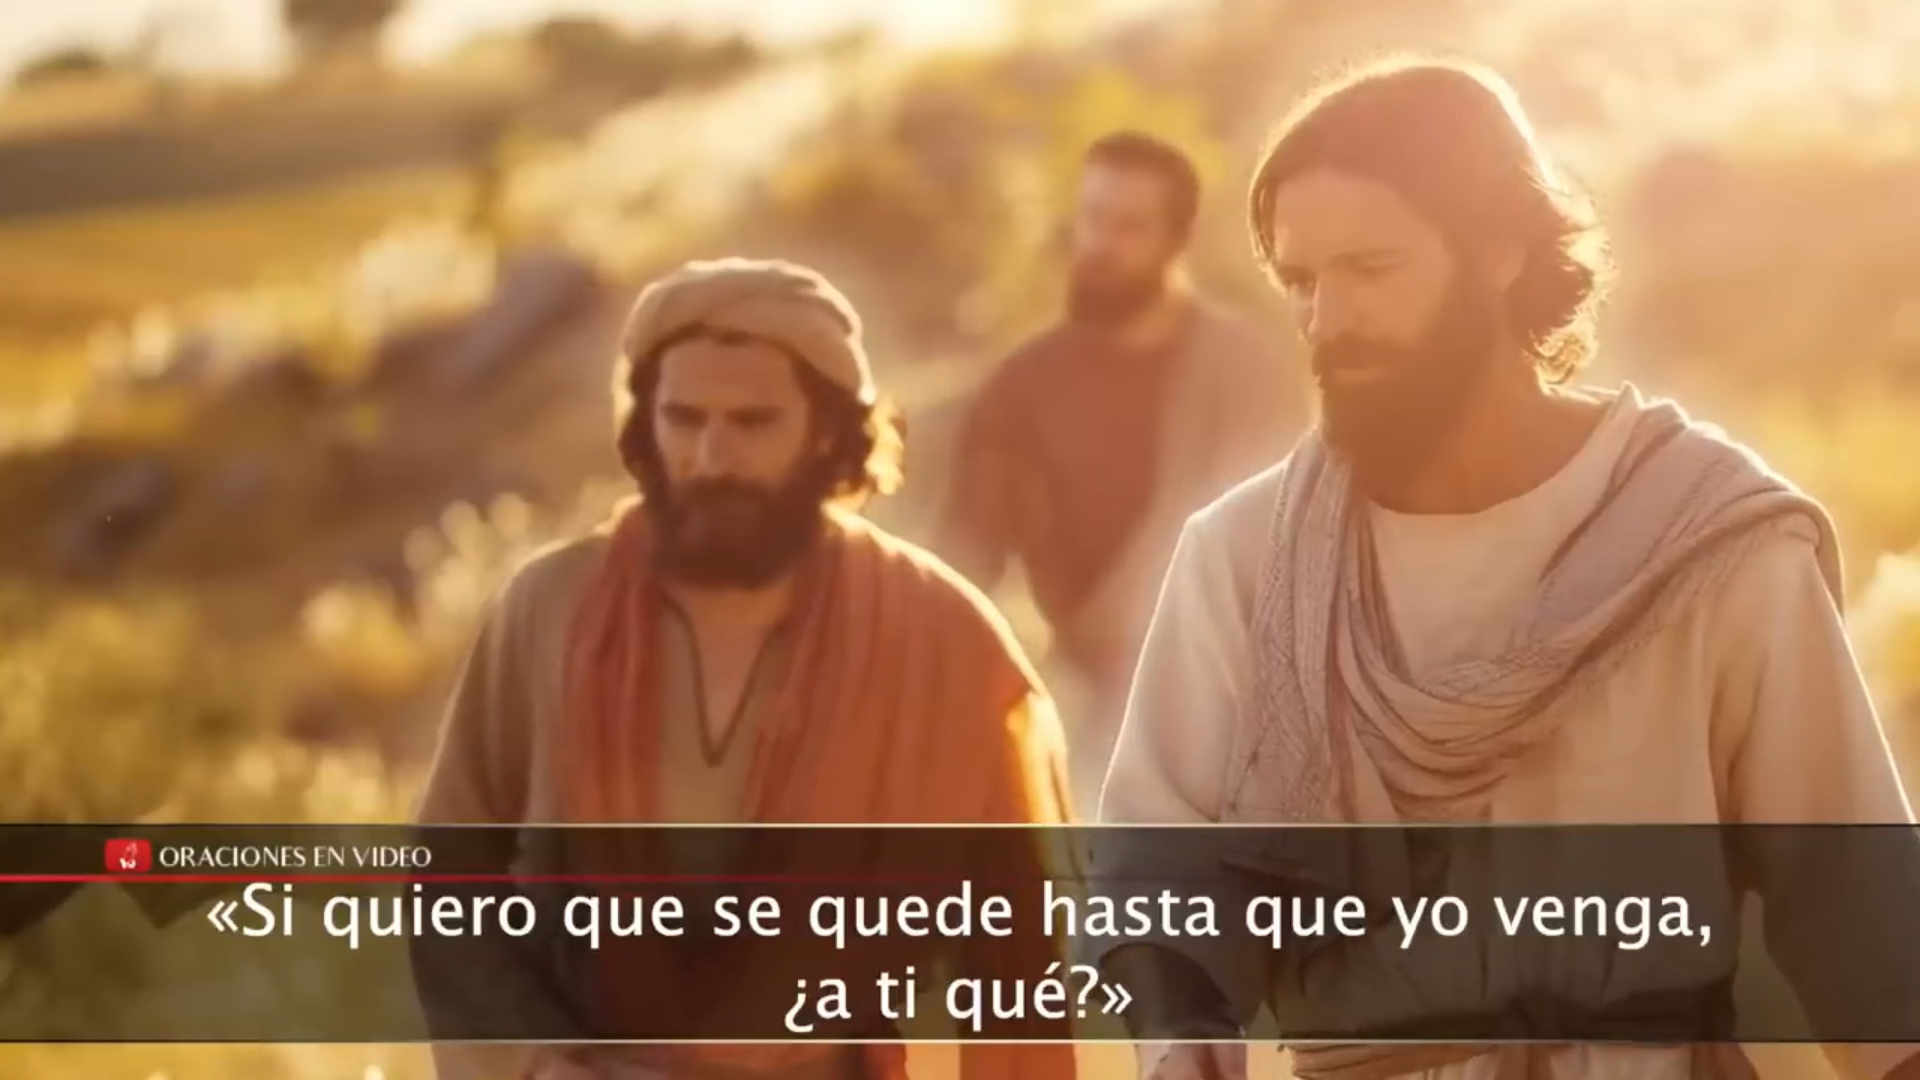 ORACIONES EN VIDEO
«Si quiero que se quede hasta que yo venga,
¿a ti qué?»